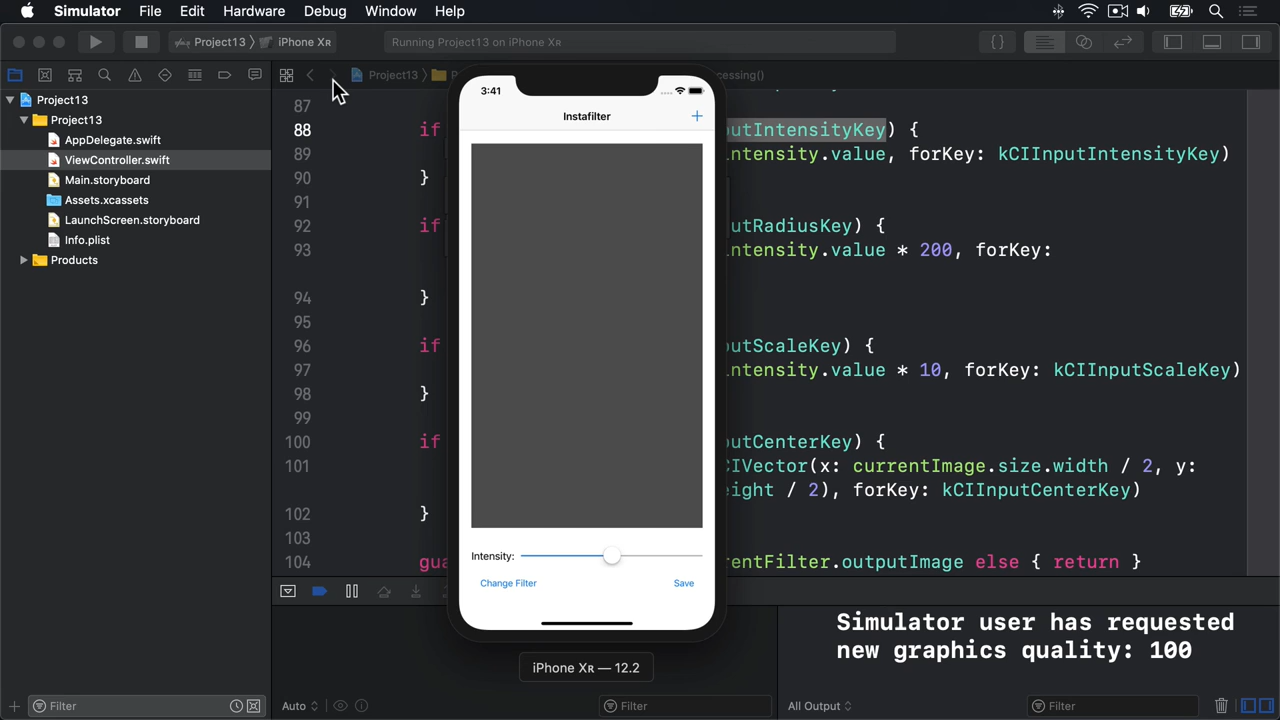 Simulator File Edit Hardware Debug Window Help
Project13 iPhone Xʀ Running Project13 on iPhone Xʀ
Project13
cessing()
Project13
Project13
AppDelegate.swift
ViewController.swift
Main.storyboard
Assets.xcassets
LaunchScreen.storyboard
Info.plist
Products
87
88 if utIntensityKey) {
89 ntensity.value, forKey: kCIInputIntensityKey)
90 }
91
92 if utRadiusKey) {
93 ntensity.value * 200, forKey:
94 }
95
96 if utScaleKey) {
97 ntensity.value * 10, forKey: kCIInputScaleKey)
98 }
99
100 if utCenterKey) {
101 CIVector(x: currentImage.size.width / 2, y:
eight / 2), forKey: kCIInputCenterKey)
102 }
103
104 gua rentFilter.outputImage else { return }
3:41
Instafilter +
Intensity:
Change Filter Save
iPhone Xʀ — 12.2
Simulator user has requested
new graphics quality: 100
Filter Auto Filter All Output Filter